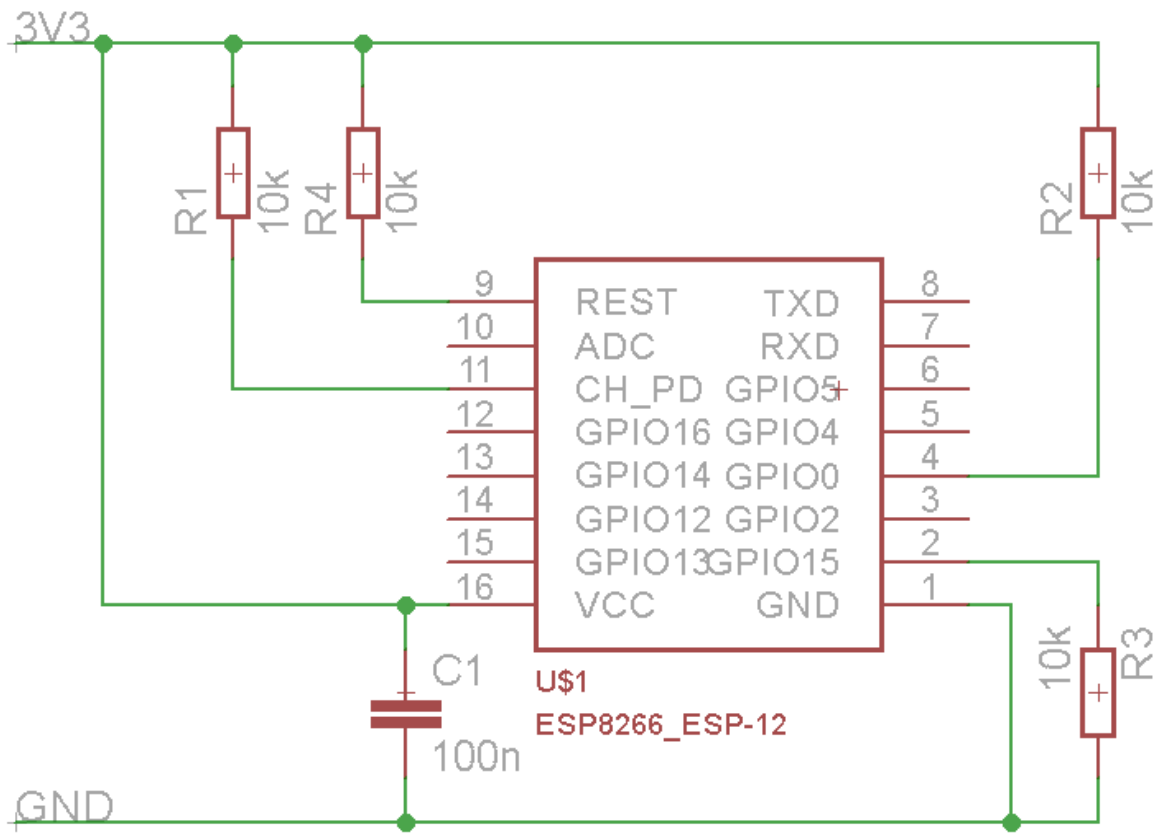 3V3
R1
10k
R4
10k
R2
10k
9 REST TXD 8
10 ADC RXD 7
11 CH_PD GPIO5 6
12 GPIO16 GPIO4 5
13 GPIO14 GPIO0 4
14 GPIO12 GPIO2 3
15 GPIO13 GPIO15 2
16 VCC GND 1
C1
100n
U$1
ESP8266_ESP-12
10k
R3
GND